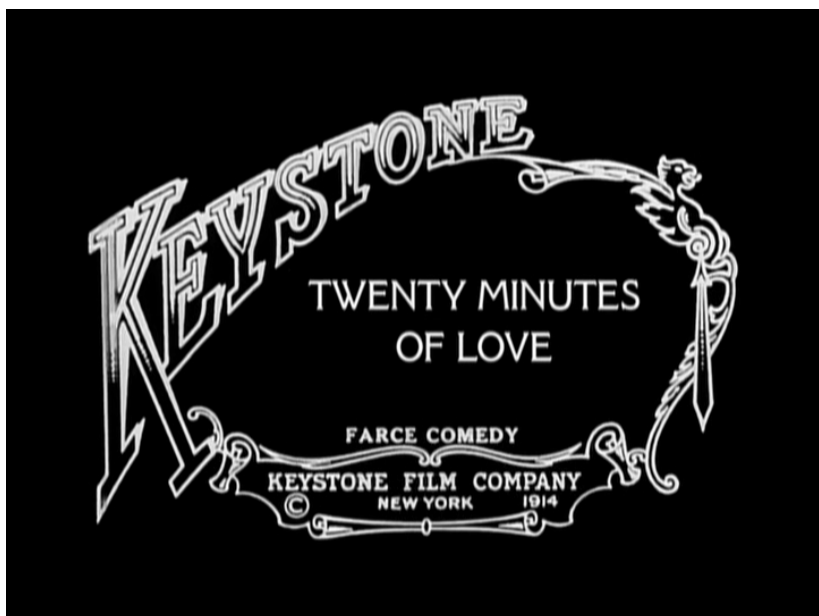 KEYSTONE
TWENTY MINUTES
OF LOVE
FARCE COMEDY
KEYSTONE FILM COMPANY
© NEW YORK 1914